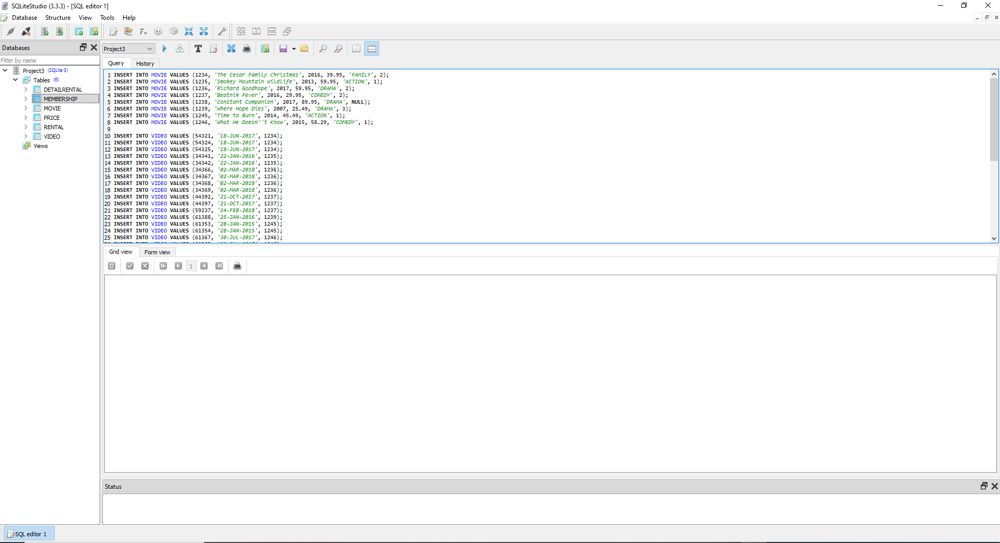 SQLiteStudio (3.3.3) - [SQL editor 1]
Database Structure View Tools Help
Databases
Filter by name
Project3 (SQLite 3)
Tables (6)
DETAILRENTAL
MEMBERSHIP
MOVIE
PRICE
RENTAL
VIDEO
Views
Project3
Query History
1 INSERT INTO MOVIE VALUES (1234, 'The Cesar Family Christmas', 2016, 39.95, 'FAMILY', 2);
2 INSERT INTO MOVIE VALUES (1235, 'Smokey Mountain Wildlife', 2013, 59.95, 'ACTION', 1);
3 INSERT INTO MOVIE VALUES (1236, 'Richard Goodhope', 2017, 59.95, 'DRAMA', 2);
4 INSERT INTO MOVIE VALUES (1237, 'Beatnik Fever', 2016, 29.95, 'COMEDY', 2);
5 INSERT INTO MOVIE VALUES (1238, 'Constant Companion', 2017, 89.95, 'DRAMA', NULL);
6 INSERT INTO MOVIE VALUES (1239, 'Where Hope Dies', 2007, 25.49, 'DRAMA', 3);
7 INSERT INTO MOVIE VALUES (1245, 'Time to Burn', 2014, 45.49, 'ACTION', 1);
8 INSERT INTO MOVIE VALUES (1246, 'What He Doesn''t Know', 2015, 58.29, 'COMEDY', 1);
9
10 INSERT INTO VIDEO VALUES (54321, '18-JUN-2017', 1234);
11 INSERT INTO VIDEO VALUES (54324, '18-JUN-2017', 1234);
12 INSERT INTO VIDEO VALUES (54325, '18-JUN-2017', 1234);
13 INSERT INTO VIDEO VALUES (34341, '22-JAN-2016', 1235);
14 INSERT INTO VIDEO VALUES (34342, '22-JAN-2016', 1235);
15 INSERT INTO VIDEO VALUES (34366, '02-MAR-2018', 1236);
16 INSERT INTO VIDEO VALUES (34367, '02-MAR-2018', 1236);
17 INSERT INTO VIDEO VALUES (34368, '02-MAR-2018', 1236);
18 INSERT INTO VIDEO VALUES (34369, '02-MAR-2018', 1236);
19 INSERT INTO VIDEO VALUES (44392, '21-OCT-2017', 1237);
20 INSERT INTO VIDEO VALUES (44397, '21-OCT-2017', 1237);
21 INSERT INTO VIDEO VALUES (59237, '14-FEB-2018', 1237);
22 INSERT INTO VIDEO VALUES (61388, '25-JAN-2016', 1239);
23 INSERT INTO VIDEO VALUES (61353, '28-JAN-2015', 1245);
24 INSERT INTO VIDEO VALUES (61354, '28-JAN-2015', 1245);
25 INSERT INTO VIDEO VALUES (61367, '30-JUL-2017', 1246);
Grid view Form view
1
Status
SQL editor 1